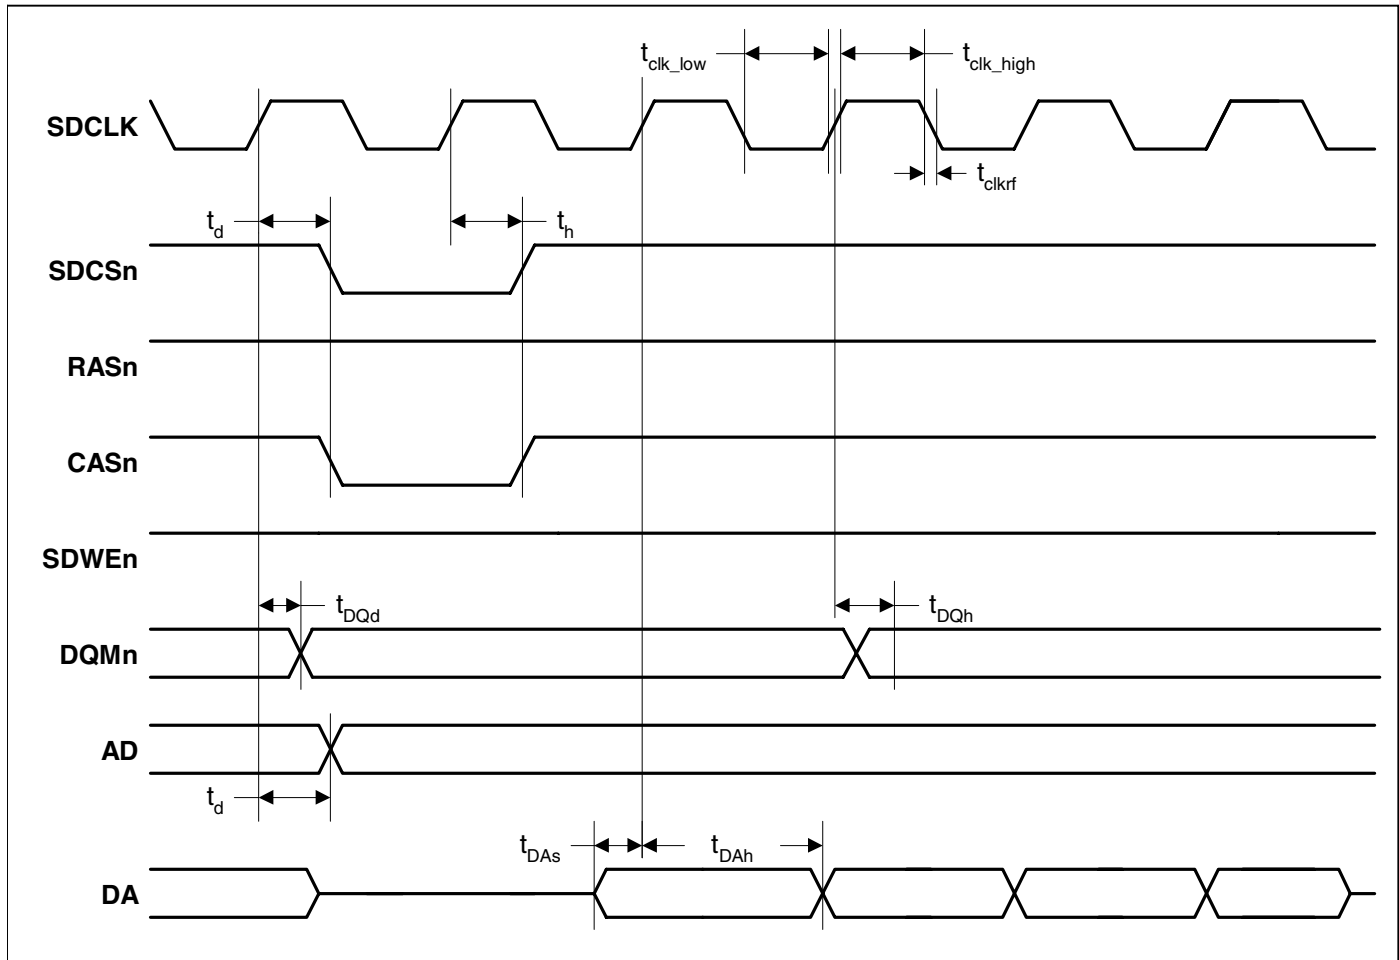 t_clk_low
t_clk_high
SDCLK
t_clkrf
t_d
t_h
SDCSn
RASn
CASn
SDWEn
t_DQd
t_DQh
DQMn
AD
t_d
t_DAs
t_DAh
DA